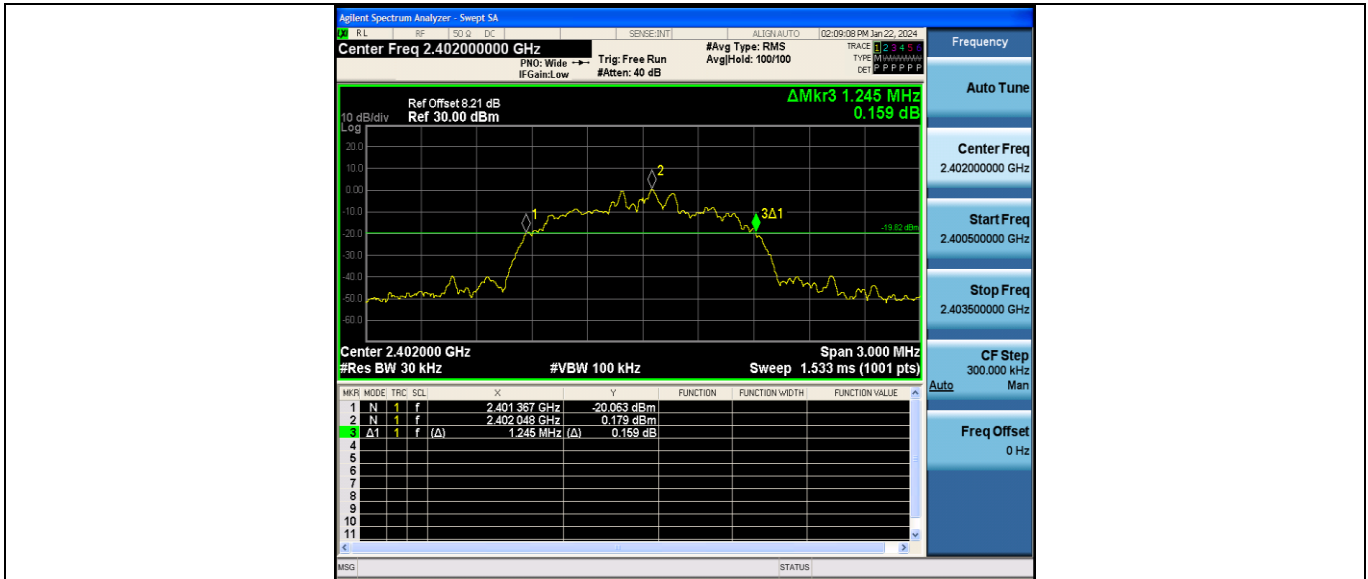 Agilent Spectrum Analyzer - Swept SA
LXI RL RF 50 Ω DC SENSE:INT ALIGNAUTO 02:09:08 PM Jan 22, 2024
Center Freq 2.402000000 GHz
PNO: Wide
IFGain:Low
Trig: Free Run
#Atten: 40 dB
#Avg Type: RMS
Avg|Hold: 100/100
TRACE 1 2 3 4 5 6
TYPE M
DET P P P P P P
Ref Offset 8.21 dB
10 dB/div Ref 30.00 dBm
Log
ΔMkr3 1.245 MHz
0.159 dB
20.0
10.0
0.00
-10.0
-20.0
-30.0
-40.0
-50.0
-60.0
1
2
3Δ1
-19.82 dBm
Center 2.402000 GHz Span 3.000 MHz
#Res BW 30 kHz #VBW 100 kHz Sweep 1.533 ms (1001 pts)
MKR MODE TRC SCL X Y FUNCTION FUNCTION WIDTH FUNCTION VALUE
1 N 1 f 2.401 367 GHz -20.063 dBm
2 N 1 f 2.402 048 GHz 0.179 dBm
3 Δ1 1 f (Δ) 1.245 MHz (Δ) 0.159 dB
4
5
6
7
8
9
10
11
MSG STATUS
Frequency
Auto Tune
Center Freq
2.402000000 GHz
Start Freq
2.400500000 GHz
Stop Freq
2.403500000 GHz
CF Step
300.000 kHz
Auto Man
Freq Offset
0 Hz